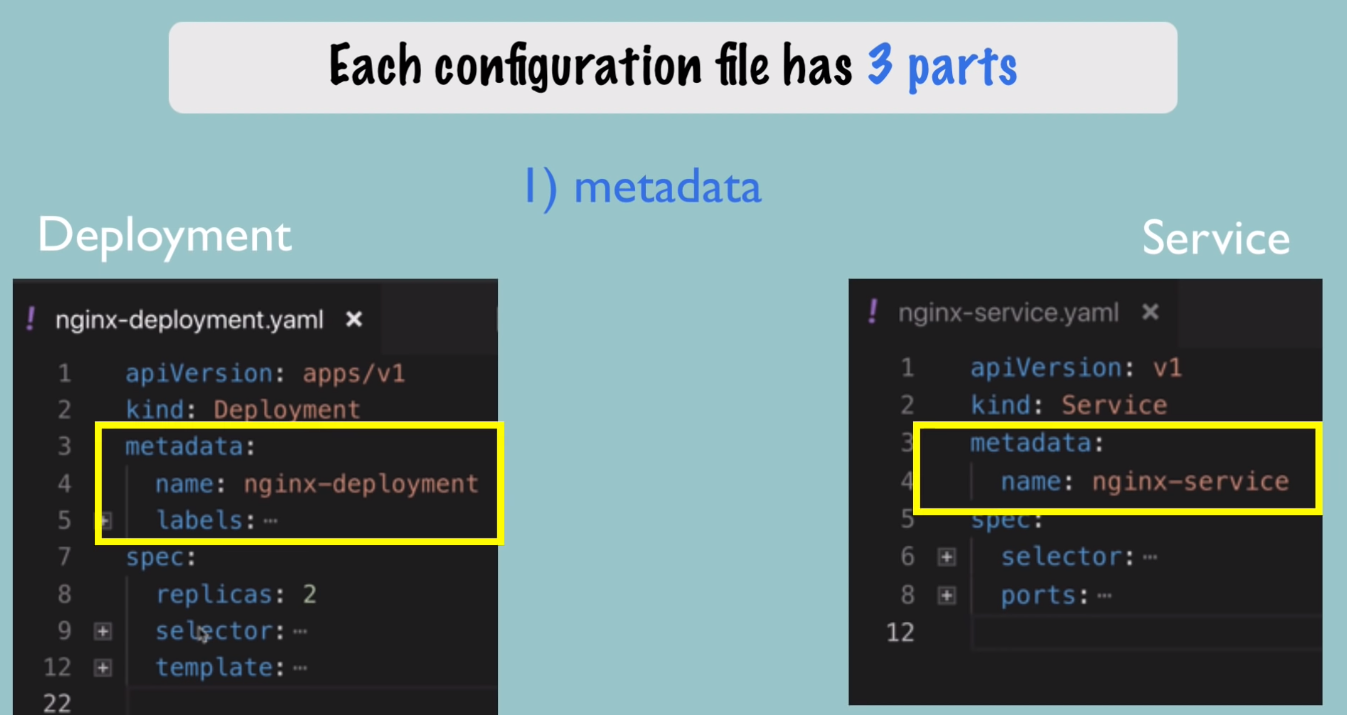 Each configuration file has 3 parts
1) metadata
Deployment
nginx-deployment.yaml
1 apiVersion: apps/v1
2 kind: Deployment
3 metadata:
4 name: nginx-deployment
5 labels: ⋯
7 spec:
8 replicas: 2
9 selector: ⋯
12 template: ⋯
22
Service
nginx-service.yaml
1 apiVersion: v1
2 kind: Service
3 metadata:
4 name: nginx-service
5 spec:
6 selector: ⋯
8 ports: ⋯
12